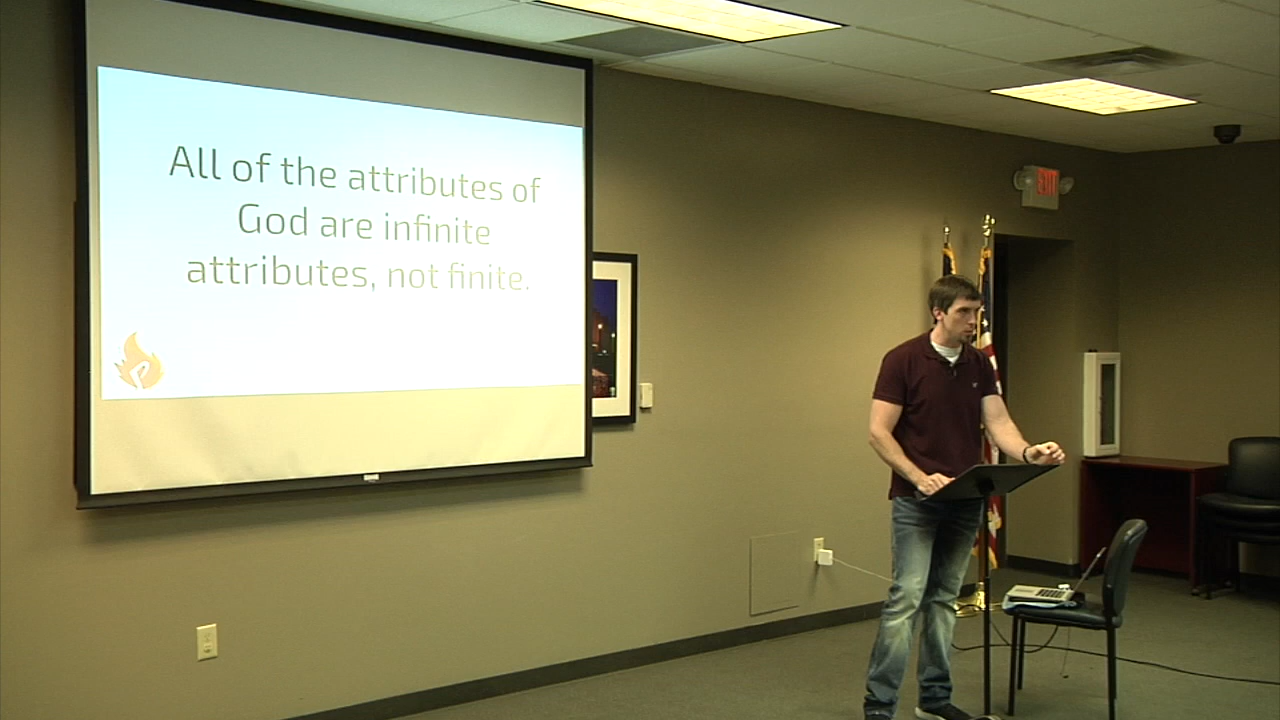 All of the attributes of
God are infinite
attributes, not finite.
P
EXIT